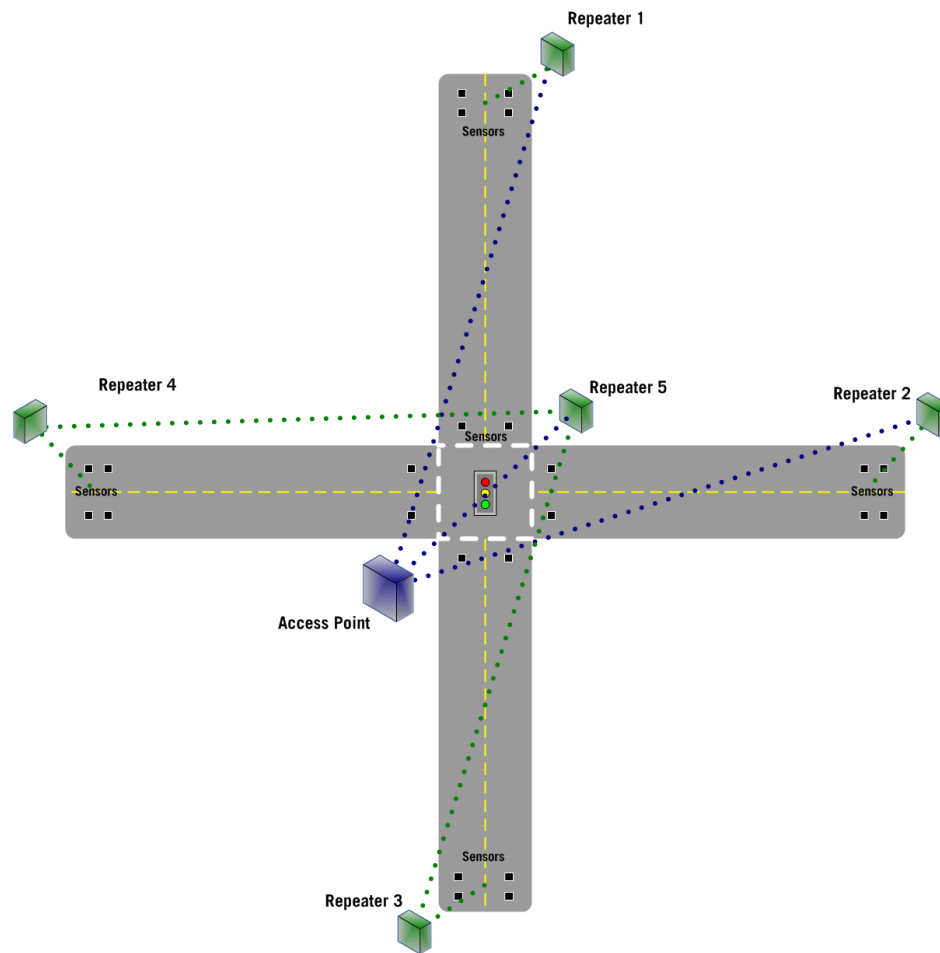 Repeater 1
Sensors
Repeater 4
Repeater 5
Repeater 2
Sensors
Sensors
Sensors
Access Point
Sensors
Repeater 3